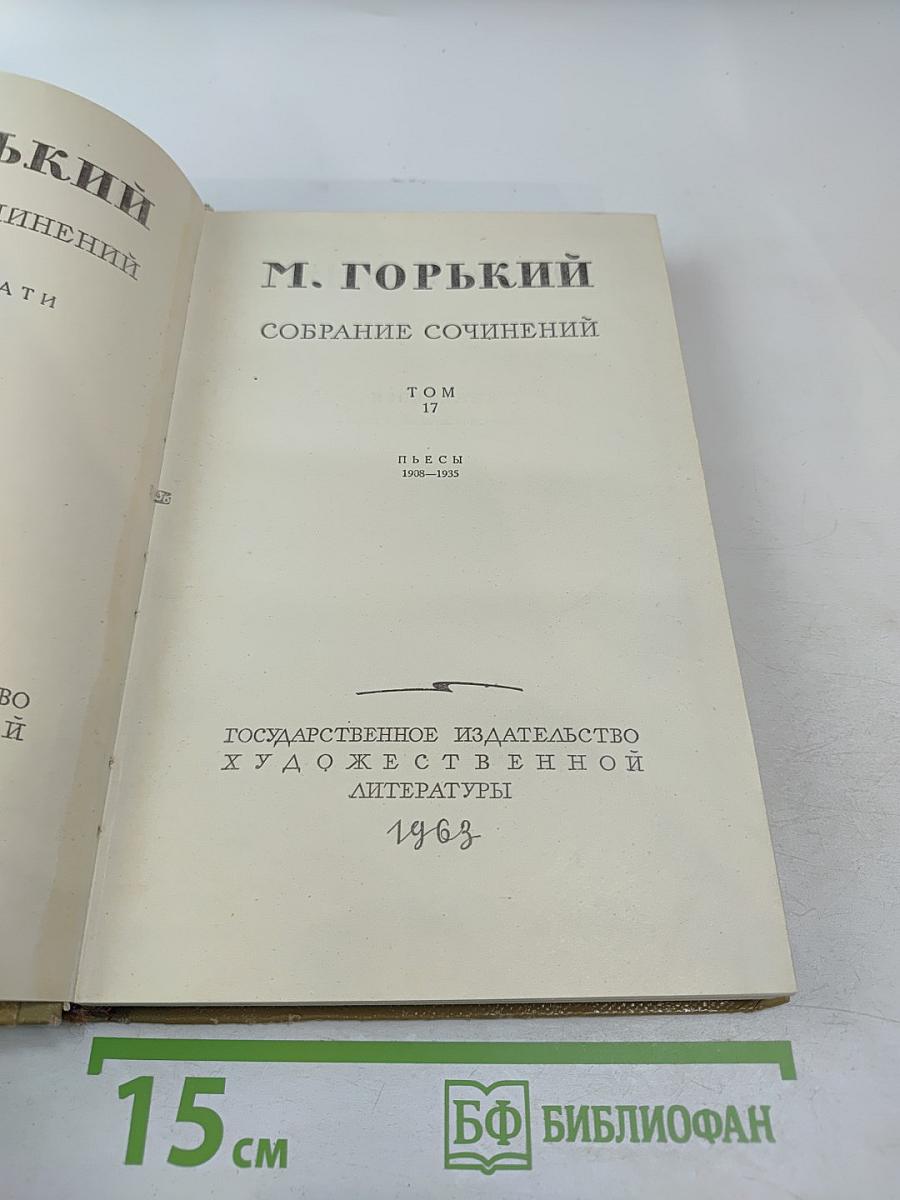 М. ГОРЬКИЙ
СОБРАНИЕ СОЧИНЕНИЙ
ТОМ
17
ПЬЕСЫ
1908—1935
ГОСУДАРСТВЕННОЕ ИЗДАТЕЛЬСТВО
ХУДОЖЕСТВЕННОЙ
ЛИТЕРАТУРЫ
1963
15 см
БФ БИБЛИОФАН